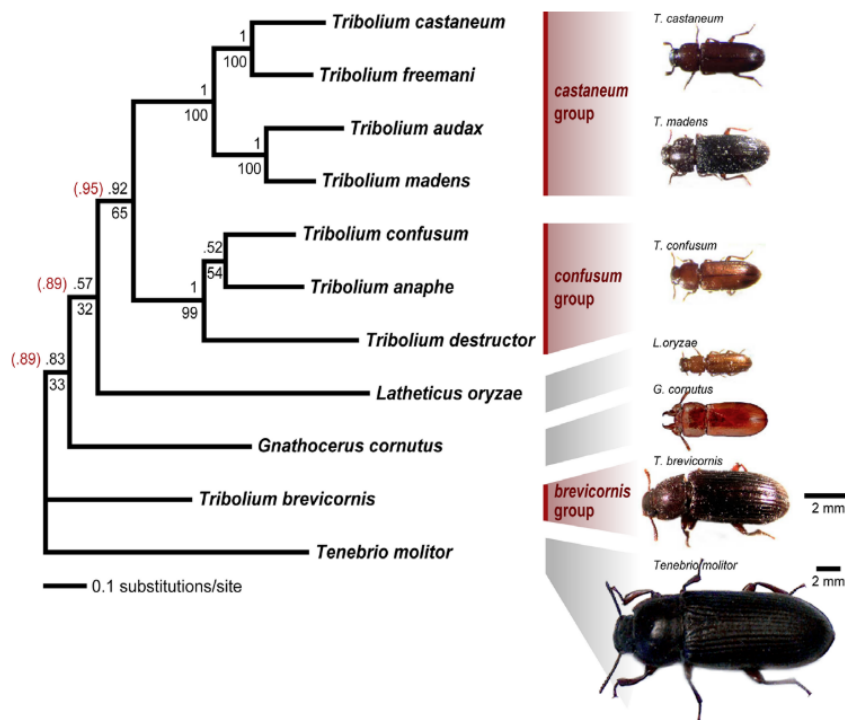 Tribolium castaneum
Tribolium freemani
Tribolium audax
Tribolium madens
Tribolium confusum
Tribolium anaphe
Tribolium destructor
Latheticus oryzae
Gnathocerus cornutus
Tribolium brevicornis
Tenebrio molitor
1
100
1
100
1
100
(.95) .92
65
.52
54
1
99
(.89) .57
32
(.89) .83
33
0.1 substitutions/site
castaneum
group
confusum
group
brevicornis
group
T. castaneum
T. madens
T. confusum
L.oryzae
G. cornutus
T. brevicornis
2 mm
Tenebrio molitor
2 mm